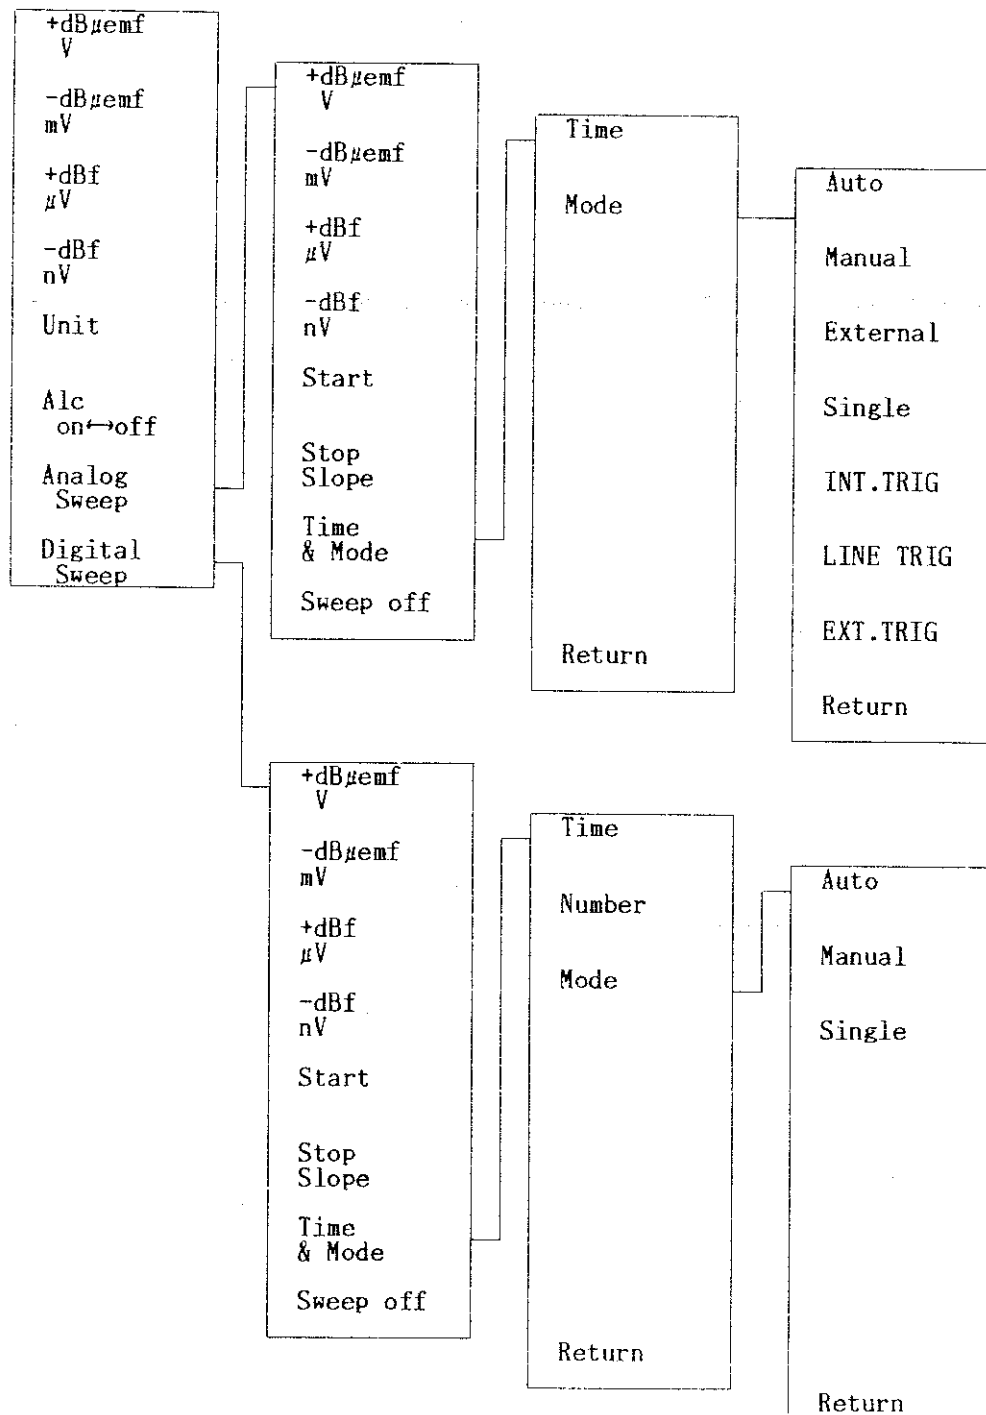 +dBμemf
V
-dBμemf
mV
+dBf
μV
-dBf
nV
Unit
Alc
on↔off
Analog
Sweep
Digital
Sweep
+dBμemf
V
-dBμemf
mV
+dBf
μV
-dBf
nV
Start
Stop
Slope
Time
& Mode
Sweep off
Time
Mode
Return
Auto
Manual
External
Single
INT.TRIG
LINE TRIG
EXT.TRIG
Return
+dBμemf
V
-dBμemf
mV
+dBf
μV
-dBf
nV
Start
Stop
Slope
Time
& Mode
Sweep off
Time
Number
Mode
Return
Auto
Manual
Single
Return